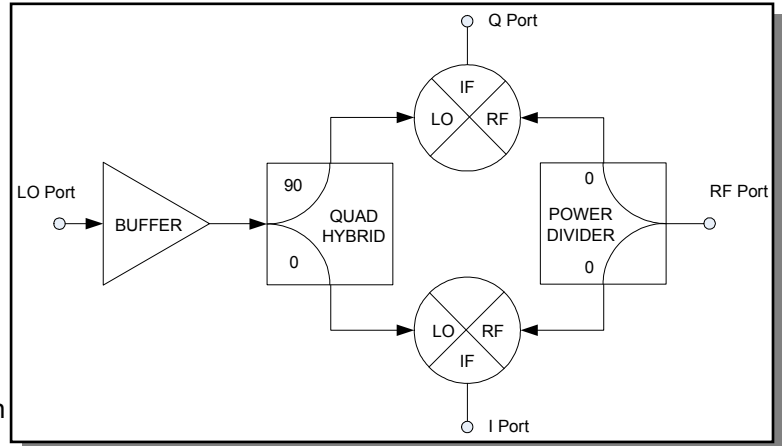 Q Port
IF
LO
RF
LO Port
BUFFER
90
QUAD
HYBRID
0
0
POWER
DIVIDER
0
RF Port
LO
RF
IF
I Port